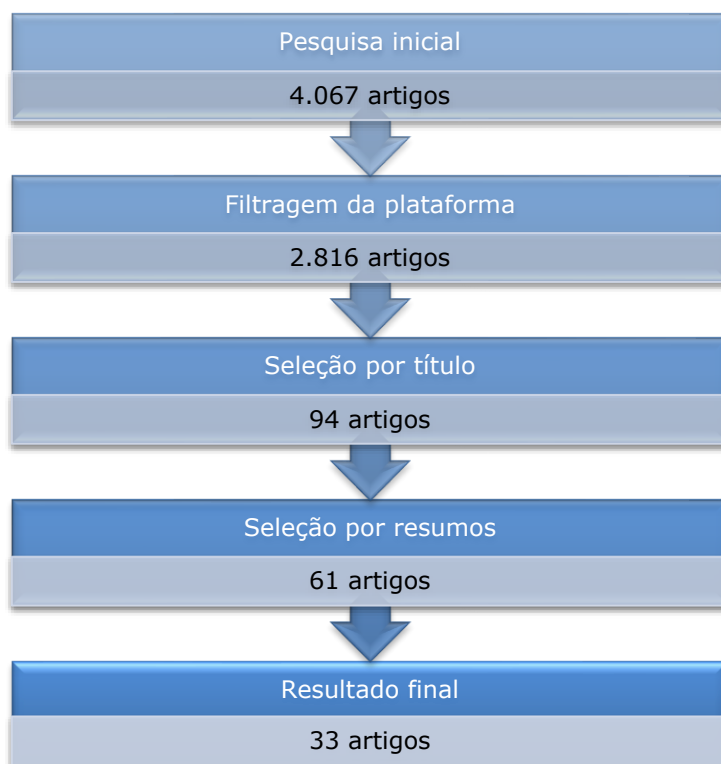 Pesquisa inicial
4.067 artigos
Filtragem da plataforma
2.816 artigos
Seleção por título
94 artigos
Seleção por resumos
61 artigos
Resultado final
33 artigos